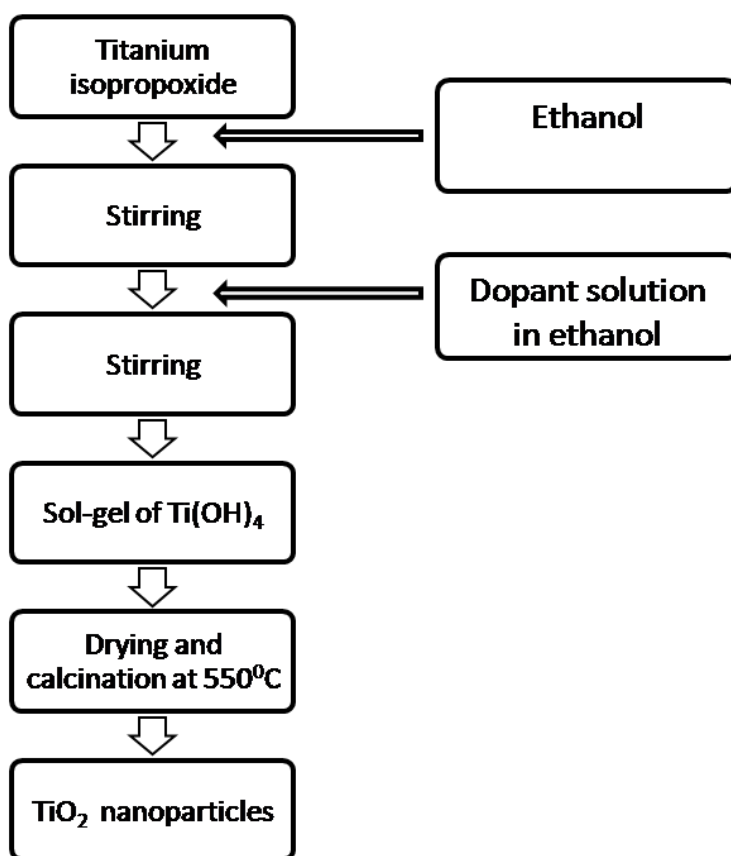 Titanium
isopropoxide
Ethanol
Stirring
Dopant solution
in ethanol
Stirring
Sol-gel of Ti(OH)₄
Drying and
calcination at 550⁰C
TiO₂ nanoparticles